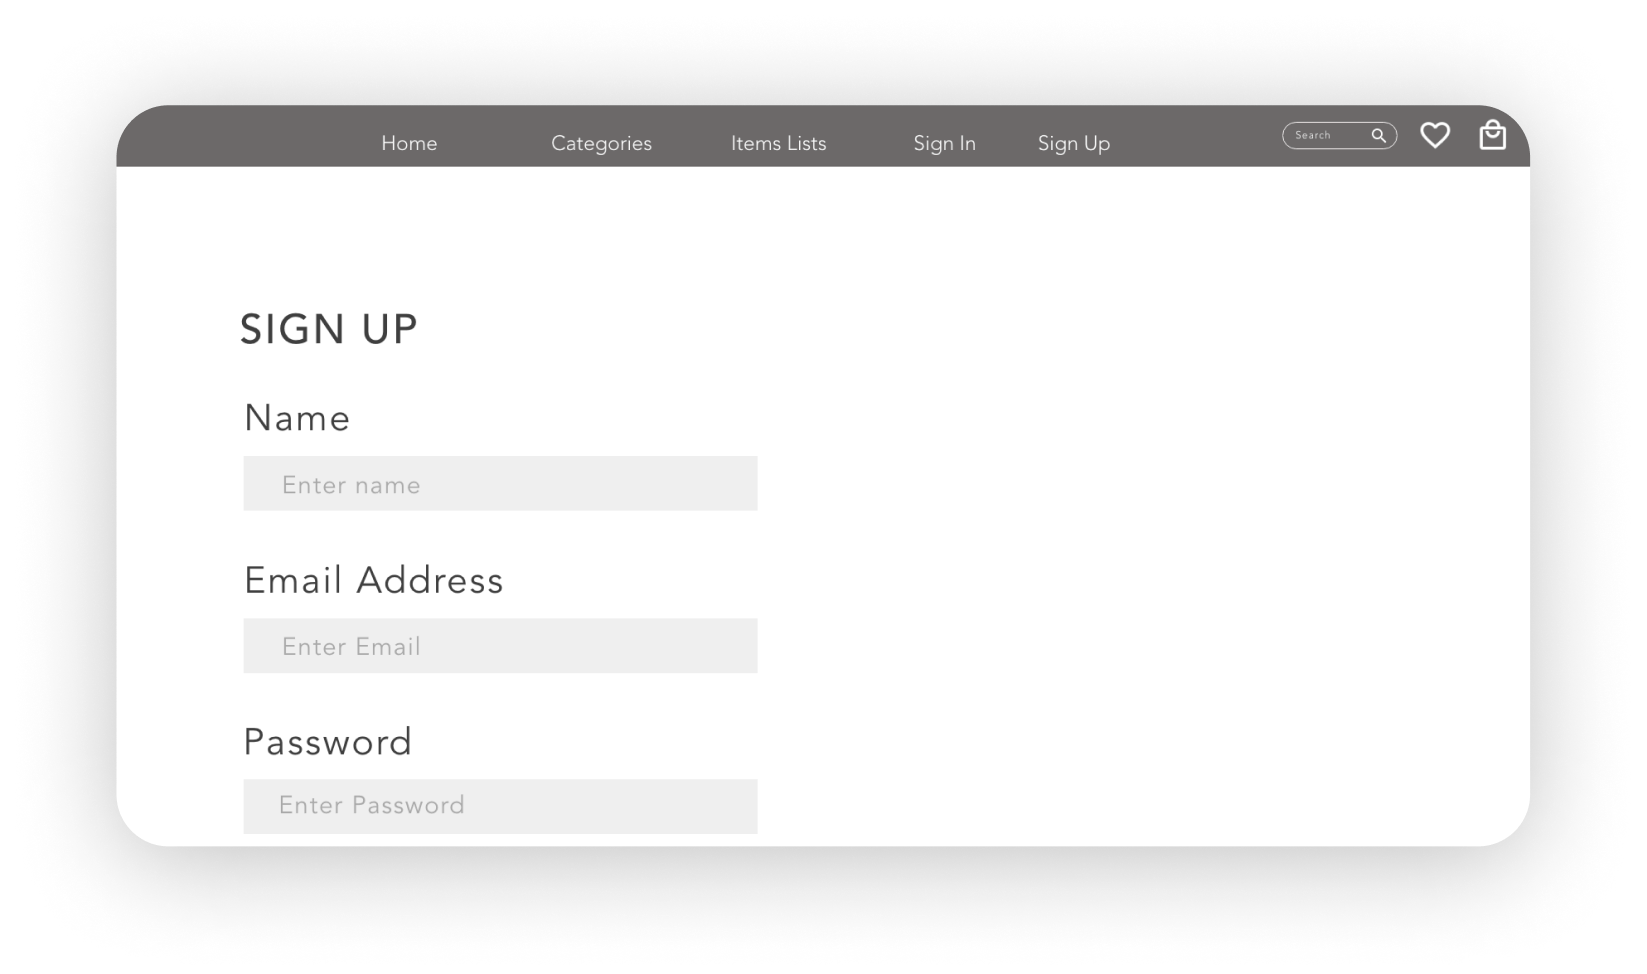 Home Categories Items Lists Sign In Sign Up Search
SIGN UP
Name
Enter name
Email Address
Enter Email
Password
Enter Password